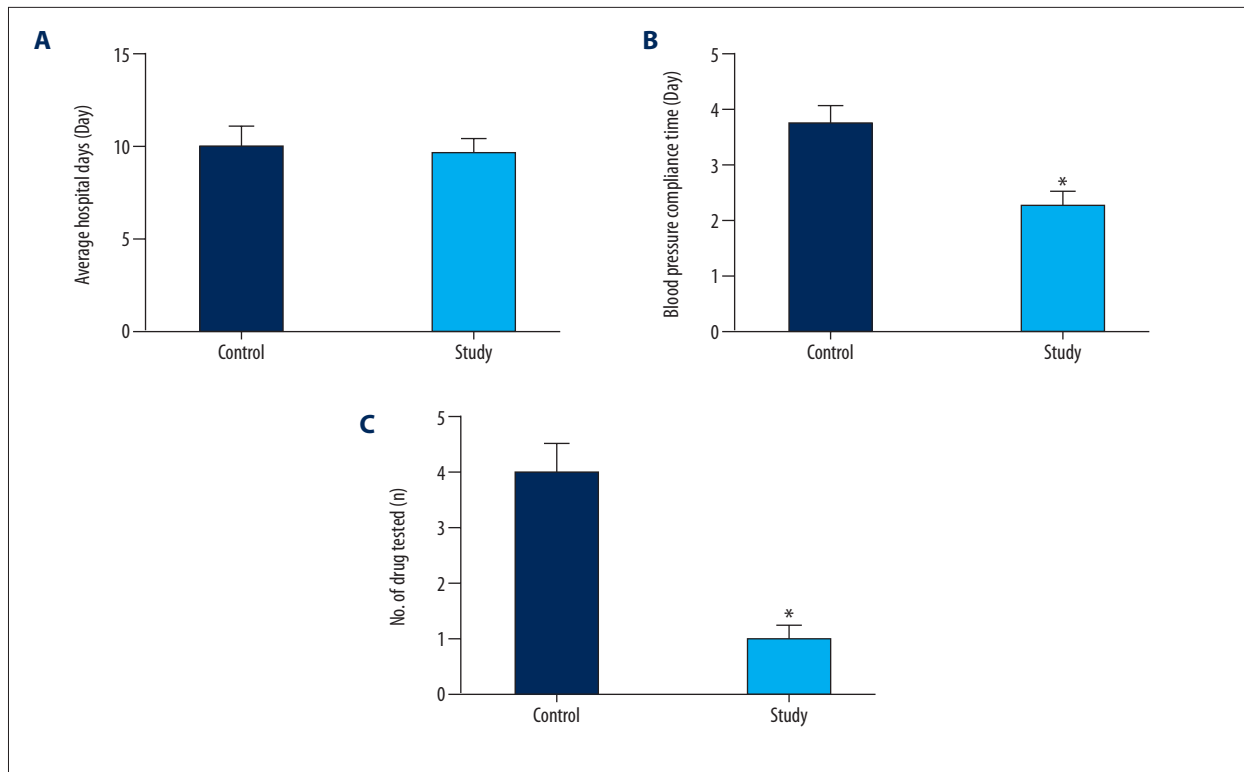 A
Average hospital days (Day)
15
10
5
0
Control
Study
B
Blood pressure compliance time (Day)
5
4
3
2
1
0
*
Control
Study
C
No. of drug tested (n)
5
4
3
2
1
0
*
Control
Study